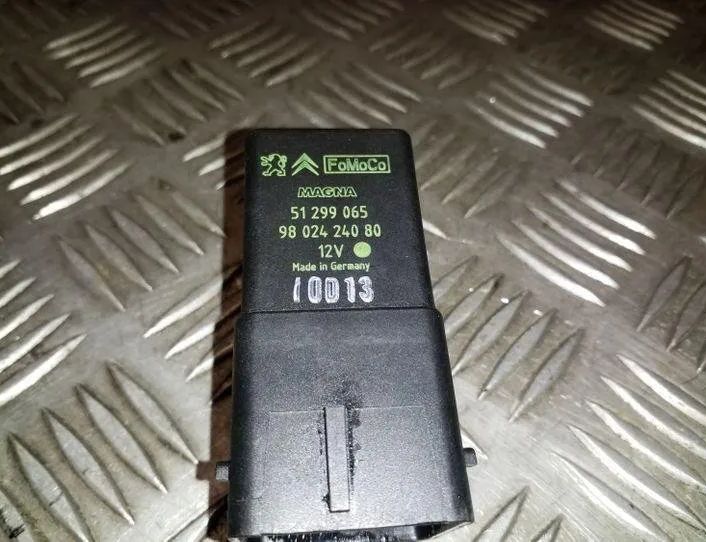 FoMoCo
MAGNA
51 299 065
98 024 240 80
12V
Made in Germany
10D13